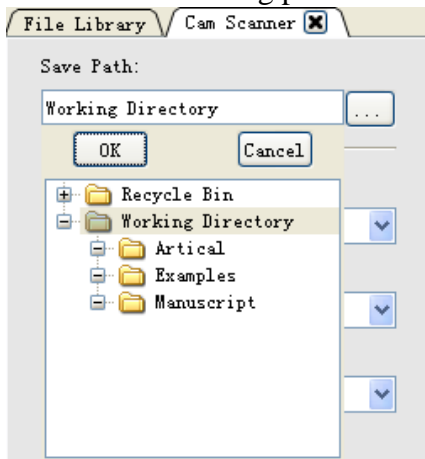 File Library Cam Scanner
Save Path:
Working Directory ...
OK Cancel
Recycle Bin
Working Directory
Artical
Examples
Manuscript